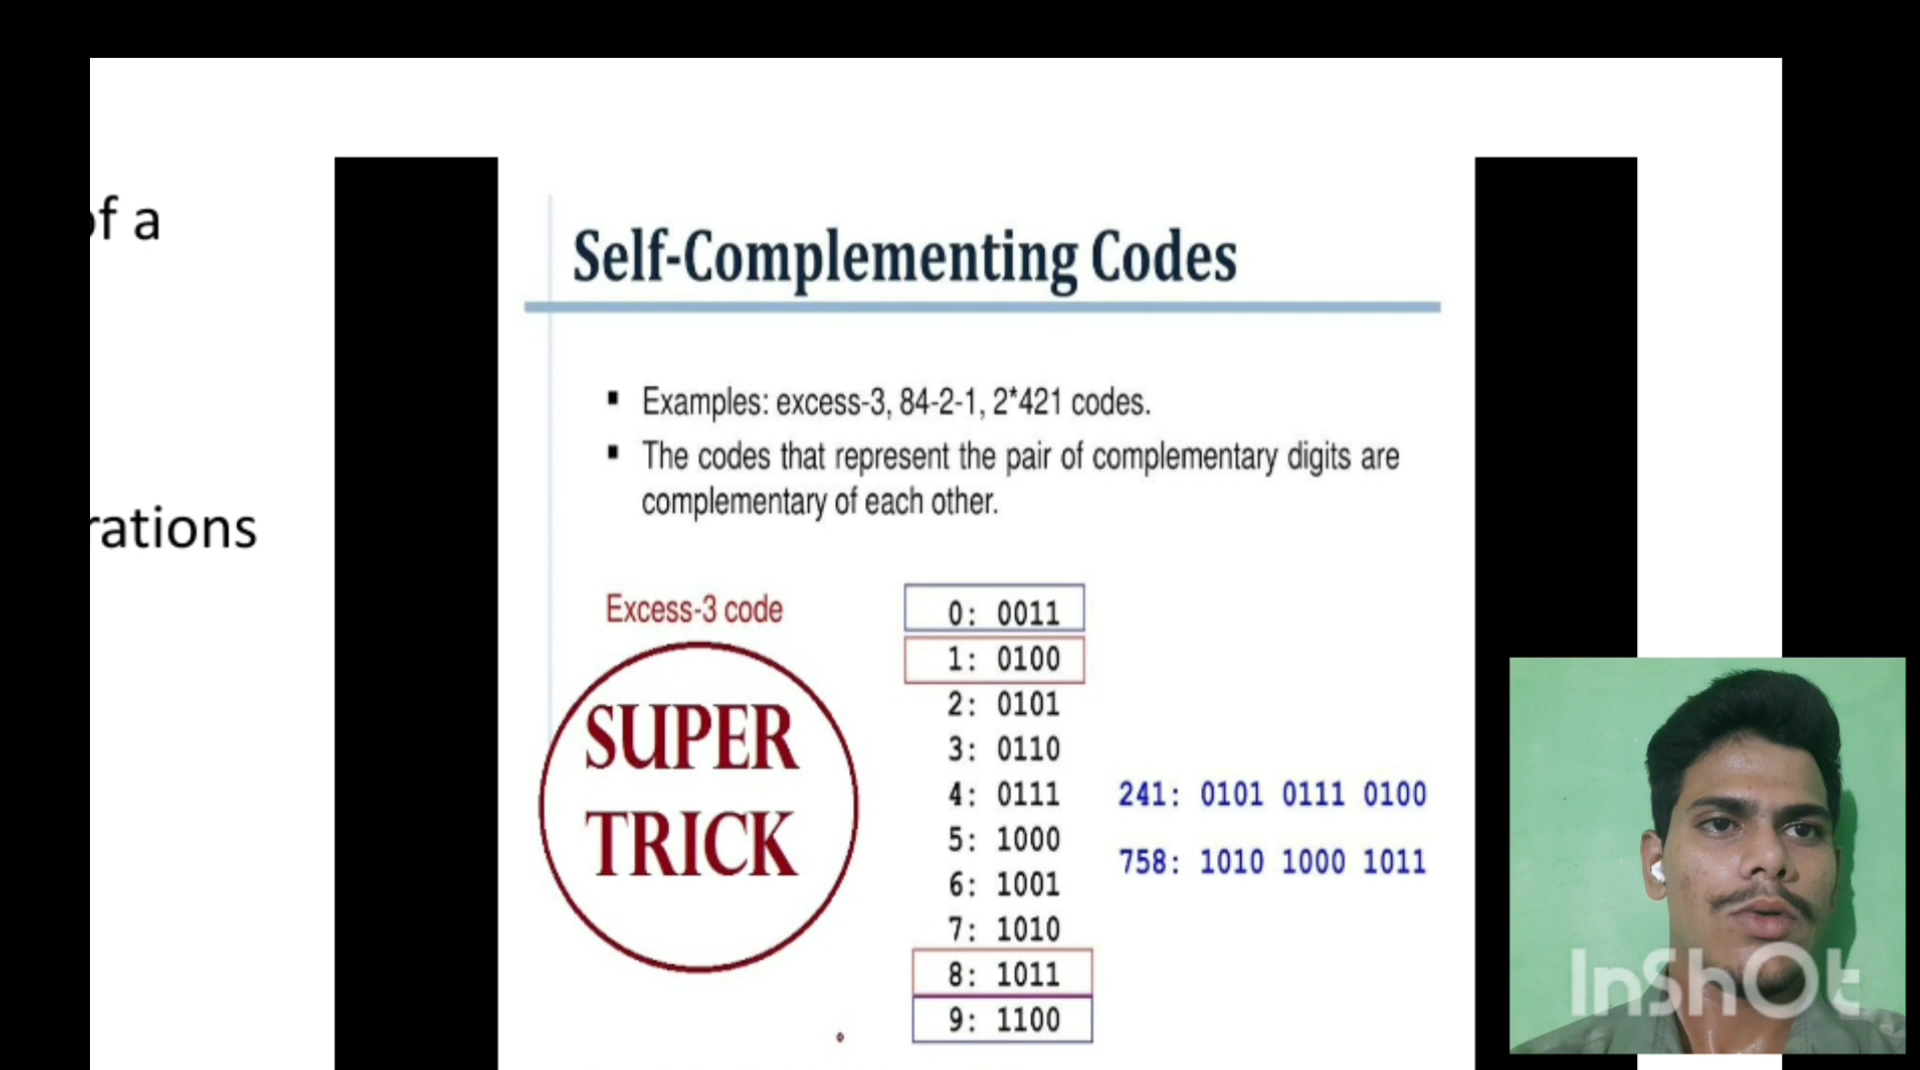 of a
rations
Self-Complementing Codes
Examples: excess-3, 84-2-1, 2*421 codes.
The codes that represent the pair of complementary digits are
complementary of each other.
Excess-3 code
SUPER
TRICK
0: 0011
1: 0100
2: 0101
3: 0110
4: 0111
5: 1000
6: 1001
7: 1010
8: 1011
9: 1100
241: 0101 0111 0100
758: 1010 1000 1011
InShOt